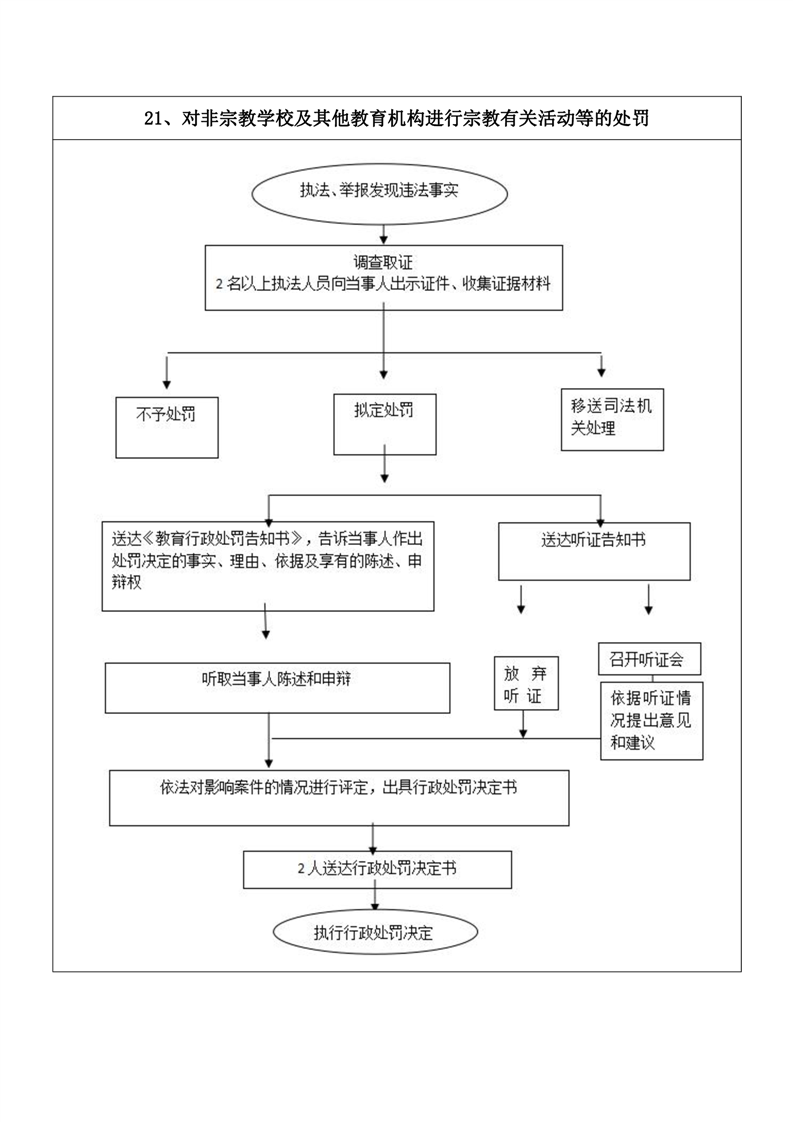 21、对非宗教学校及其他教育机构进行宗教有关活动等的处罚
执法、举报发现违法事实
调查取证
2 名以上执法人员向当事人出示证件、收集证据材料
不予处罚
拟定处罚
移送司法机
关处理
送达《教育行政处罚告知书》，告诉当事人作出
处罚决定的事实、理由、依据及享有的陈述、申
辩权
送达听证告知书
听取当事人陈述和申辩
放 弃
听 证
召开听证会
依据听证情
况提出意见
和建议
依法对影响案件的情况进行评定，出具行政处罚决定书
2 人送达行政处罚决定书
执行行政处罚决定